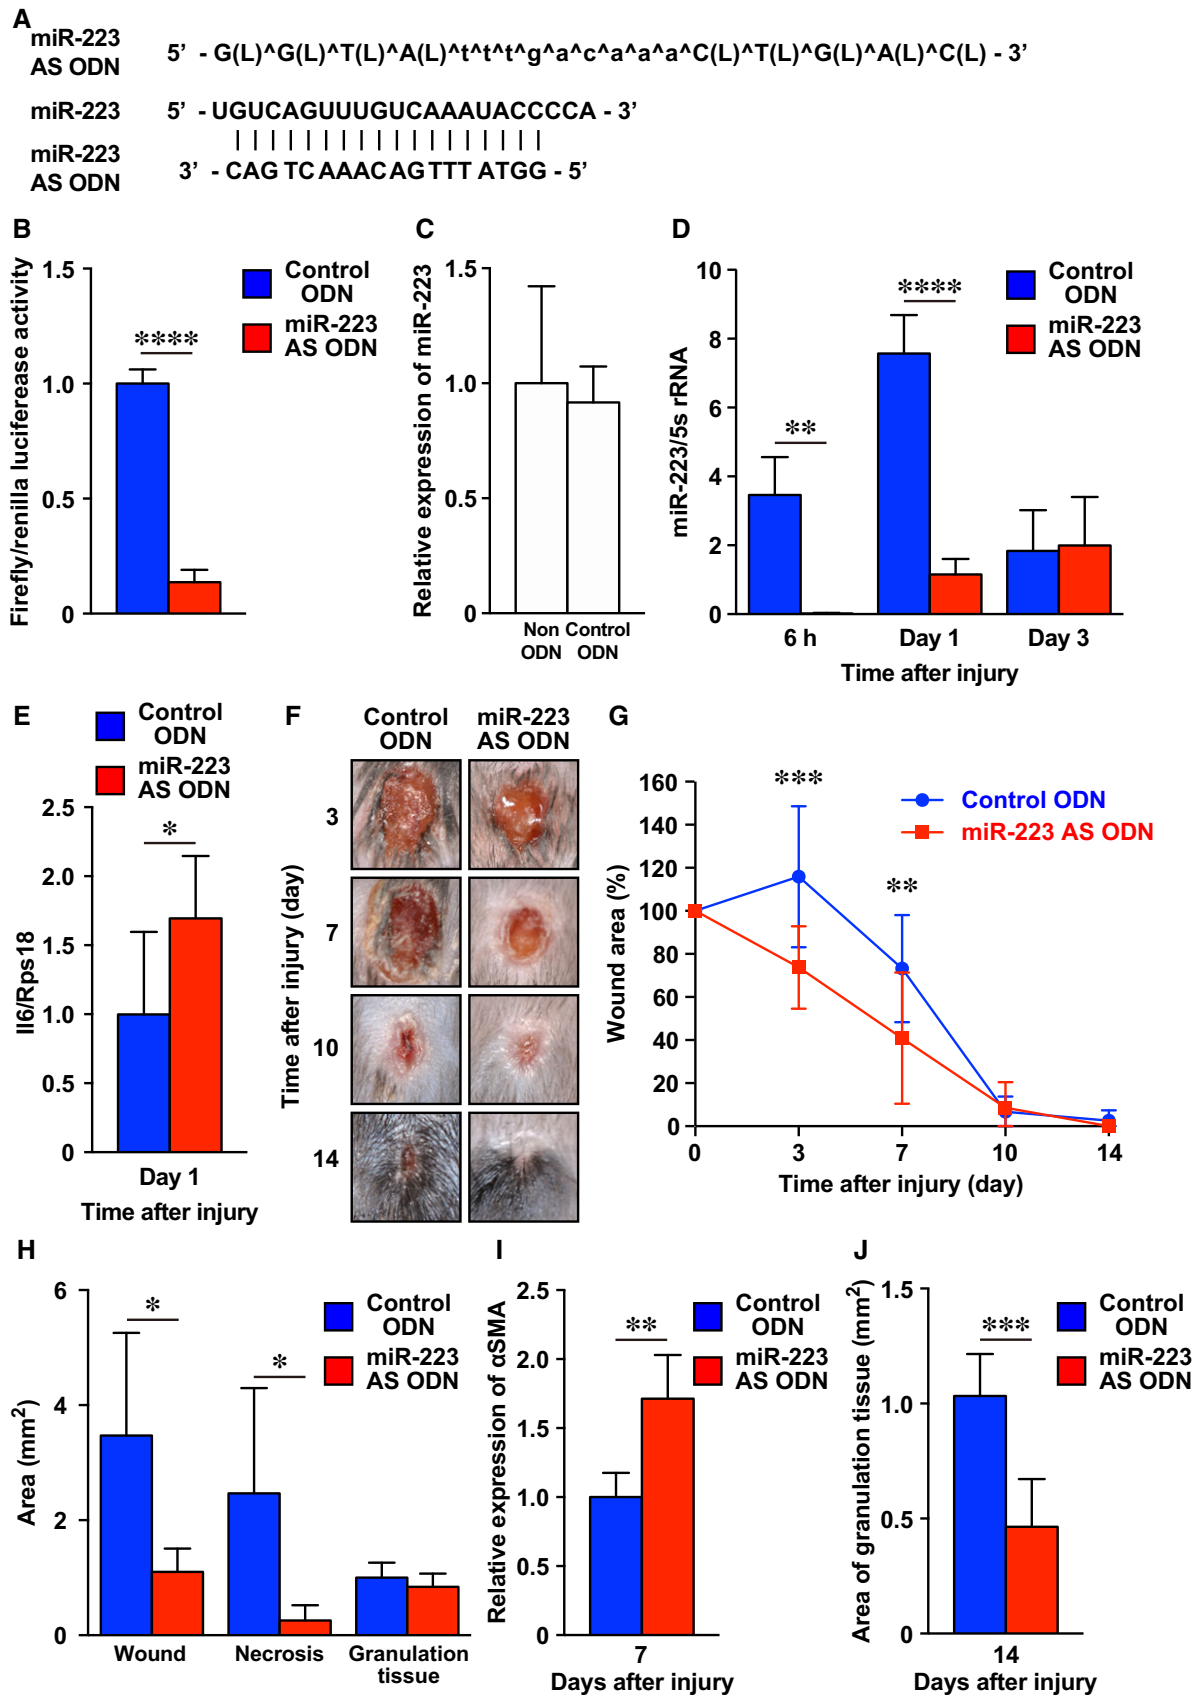 A
miR-223
AS ODN
5’ - G(L)^G(L)^T(L)^A(L)^t^t^t^g^a^c^a^a^a^C(L)^T(L)^G(L)^A(L)^C(L) - 3’
miR-223
5’ - UGUCAGUUUGUCAAAUACCCCA - 3’
miR-223
AS ODN
3’ - CAG TC AAACAG TTT ATGG - 5’
B
Firefly/renilla luciferease activity
1.5
1.0
0.5
0
****
Control
ODN
miR-223
AS ODN
C
Relative expression of miR-223
1.5
1.0
0.5
0
Non Control
ODN ODN
D
miR-223/5s rRNA
10
8
6
4
2
0
**
****
Control
ODN
miR-223
AS ODN
6 h Day 1 Day 3
Time after injury
E
Control
ODN
miR-223
AS ODN
Il6/Rps18
2.5
2.0
1.5
1.0
0.5
0
*
Day 1
Time after injury
F
Control
ODN
miR-223
AS ODN
Time after injury (day)
3
7
10
14
G
Wound area (%)
160
140
120
100
80
60
40
20
0
***
**
Control ODN
miR-223 AS ODN
0 3 7 10 14
Time after injury (day)
H
Area (mm2)
6
4
2
0
*
*
Control
ODN
miR-223
AS ODN
Wound Necrosis Granulation
tissue
I
Relative expression of αSMA
2.5
2.0
1.5
1.0
0.5
0
**
Control
ODN
miR-223
AS ODN
7
Days after injury
J
Area of granulation tissue (mm2)
1.5
1.0
0.5
0
***
Control
ODN
miR-223
AS ODN
14
Days after injury